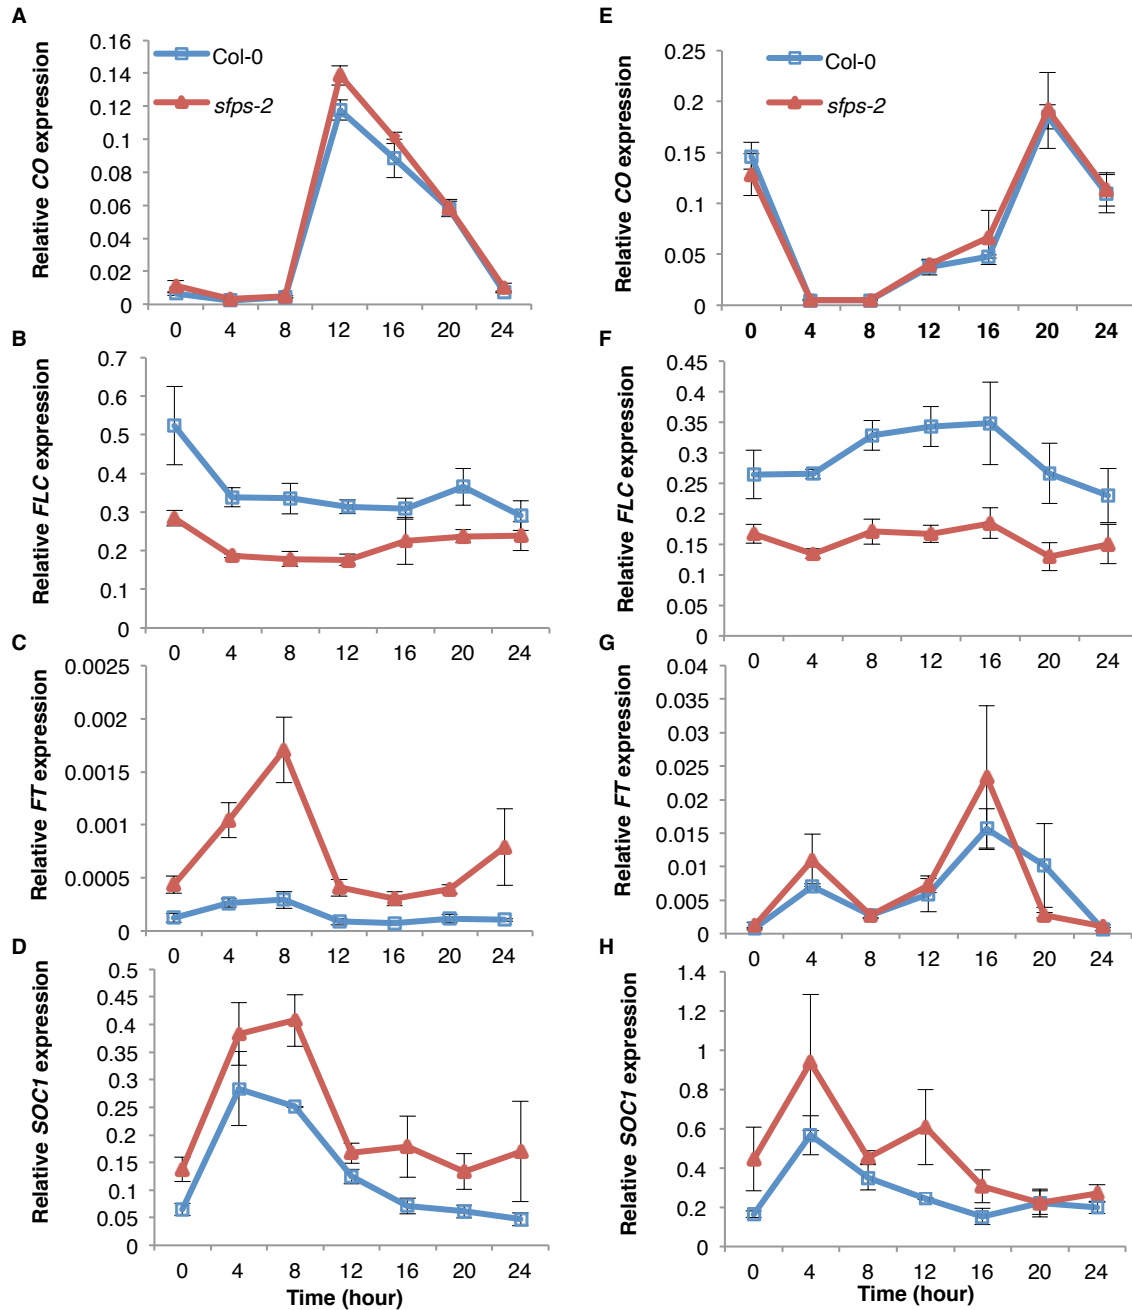 A
Relative CO expression
0.16
0.14
0.12
0.1
0.08
0.06
0.04
0.02
0
Col-0
sfps-2
0 4 8 12 16 20 24
B
Relative FLC expression
0.7
0.6
0.5
0.4
0.3
0.2
0.1
0
0 4 8 12 16 20 24
C
Relative FT expression
0.0025
0.002
0.0015
0.001
0.0005
0
0 4 8 12 16 20 24
D
Relative SOC1 expression
0.5
0.45
0.4
0.35
0.3
0.25
0.2
0.15
0.1
0.05
0
0 4 8 12 16 20 24
Time (hour)
E
Relative CO expression
0.25
0.2
0.15
0.1
0.05
0
Col-0
sfps-2
0 4 8 12 16 20 24
F
Relative FLC expression
0.45
0.4
0.35
0.3
0.25
0.2
0.15
0.1
0.05
0
0 4 8 12 16 20 24
G
Relative FT expression
0.04
0.035
0.03
0.025
0.02
0.015
0.01
0.005
0
0 4 8 12 16 20 24
H
Relative SOC1 expression
1.4
1.2
1
0.8
0.6
0.4
0.2
0
0 4 8 12 16 20 24
Time (hour)